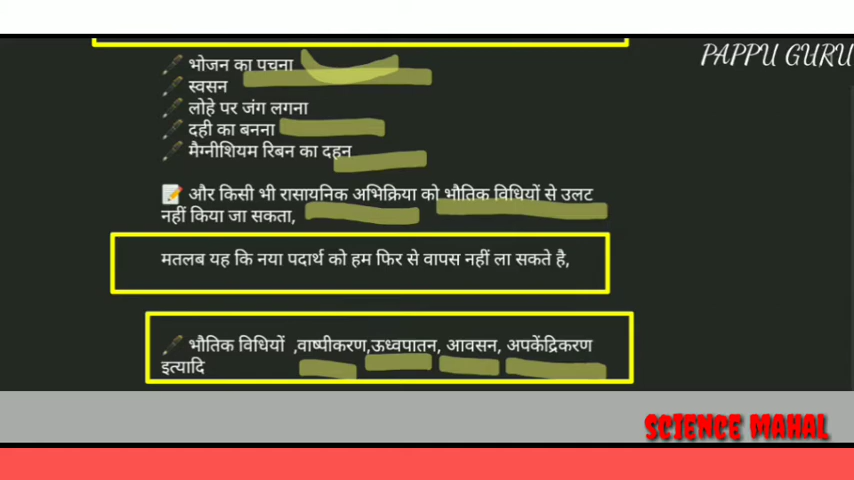 PAPPU GURU
भोजन का पचना
स्वसन
लोहे पर जंग लगना
दही का बनना
मैग्नीशियम रिबन का दहन
और किसी भी रासायनिक अभिक्रिया को भौतिक विधियों से उलट
नहीं किया जा सकता,
मतलब यह कि नया पदार्थ को हम फिर से वापस नहीं ला सकते है,
भौतिक विधियों ,वाष्पीकरण,ऊध्वपातन, आवसन, अपकेंद्रिकरण
इत्यादि
SCIENCE MAHAL